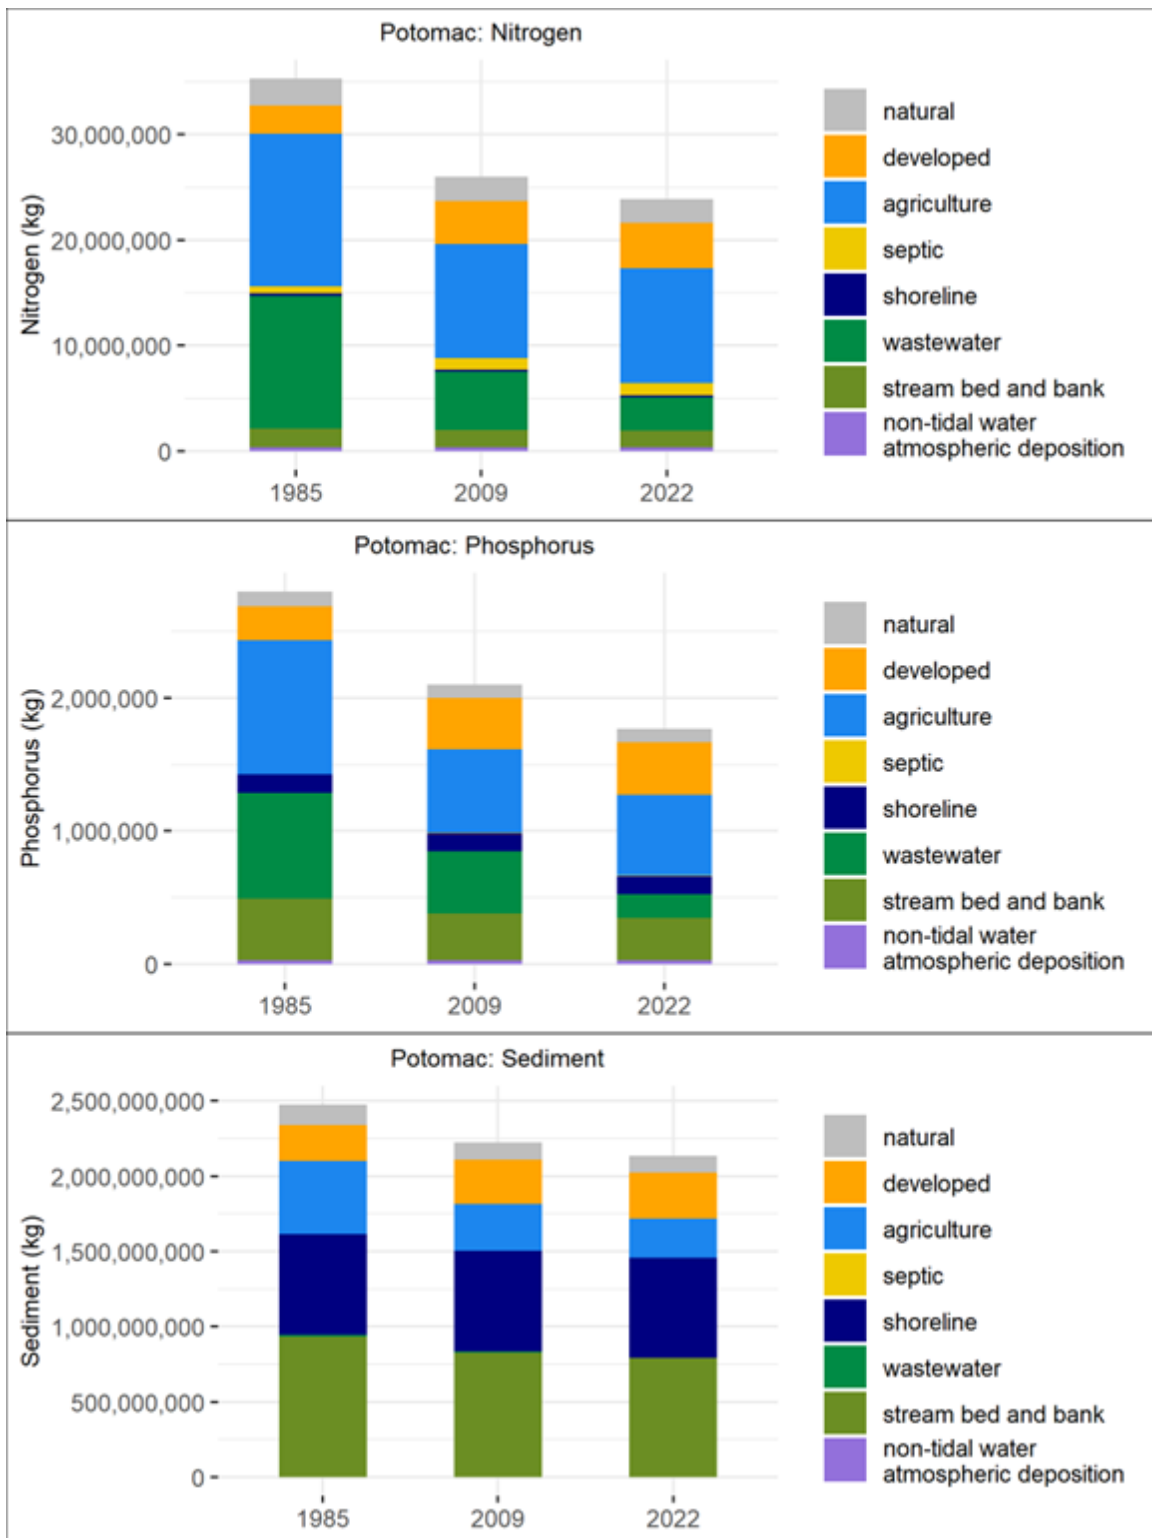 Potomac: Nitrogen
Nitrogen (kg)
30,000,000
20,000,000
10,000,000
0
1985
2009
2022
natural
developed
agriculture
septic
shoreline
wastewater
stream bed and bank
non-tidal water
atmospheric deposition
Potomac: Phosphorus
Phosphorus (kg)
2,000,000
1,000,000
0
1985
2009
2022
natural
developed
agriculture
septic
shoreline
wastewater
stream bed and bank
non-tidal water
atmospheric deposition
Potomac: Sediment
Sediment (kg)
2,500,000,000
2,000,000,000
1,500,000,000
1,000,000,000
500,000,000
0
1985
2009
2022
natural
developed
agriculture
septic
shoreline
wastewater
stream bed and bank
non-tidal water
atmospheric deposition